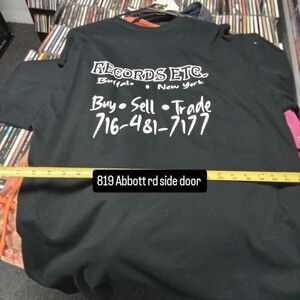 RECORDS ETC.
Buffalo • New York
Buy • Sell • Trade
716-481-7177
819 Abbott rd side door